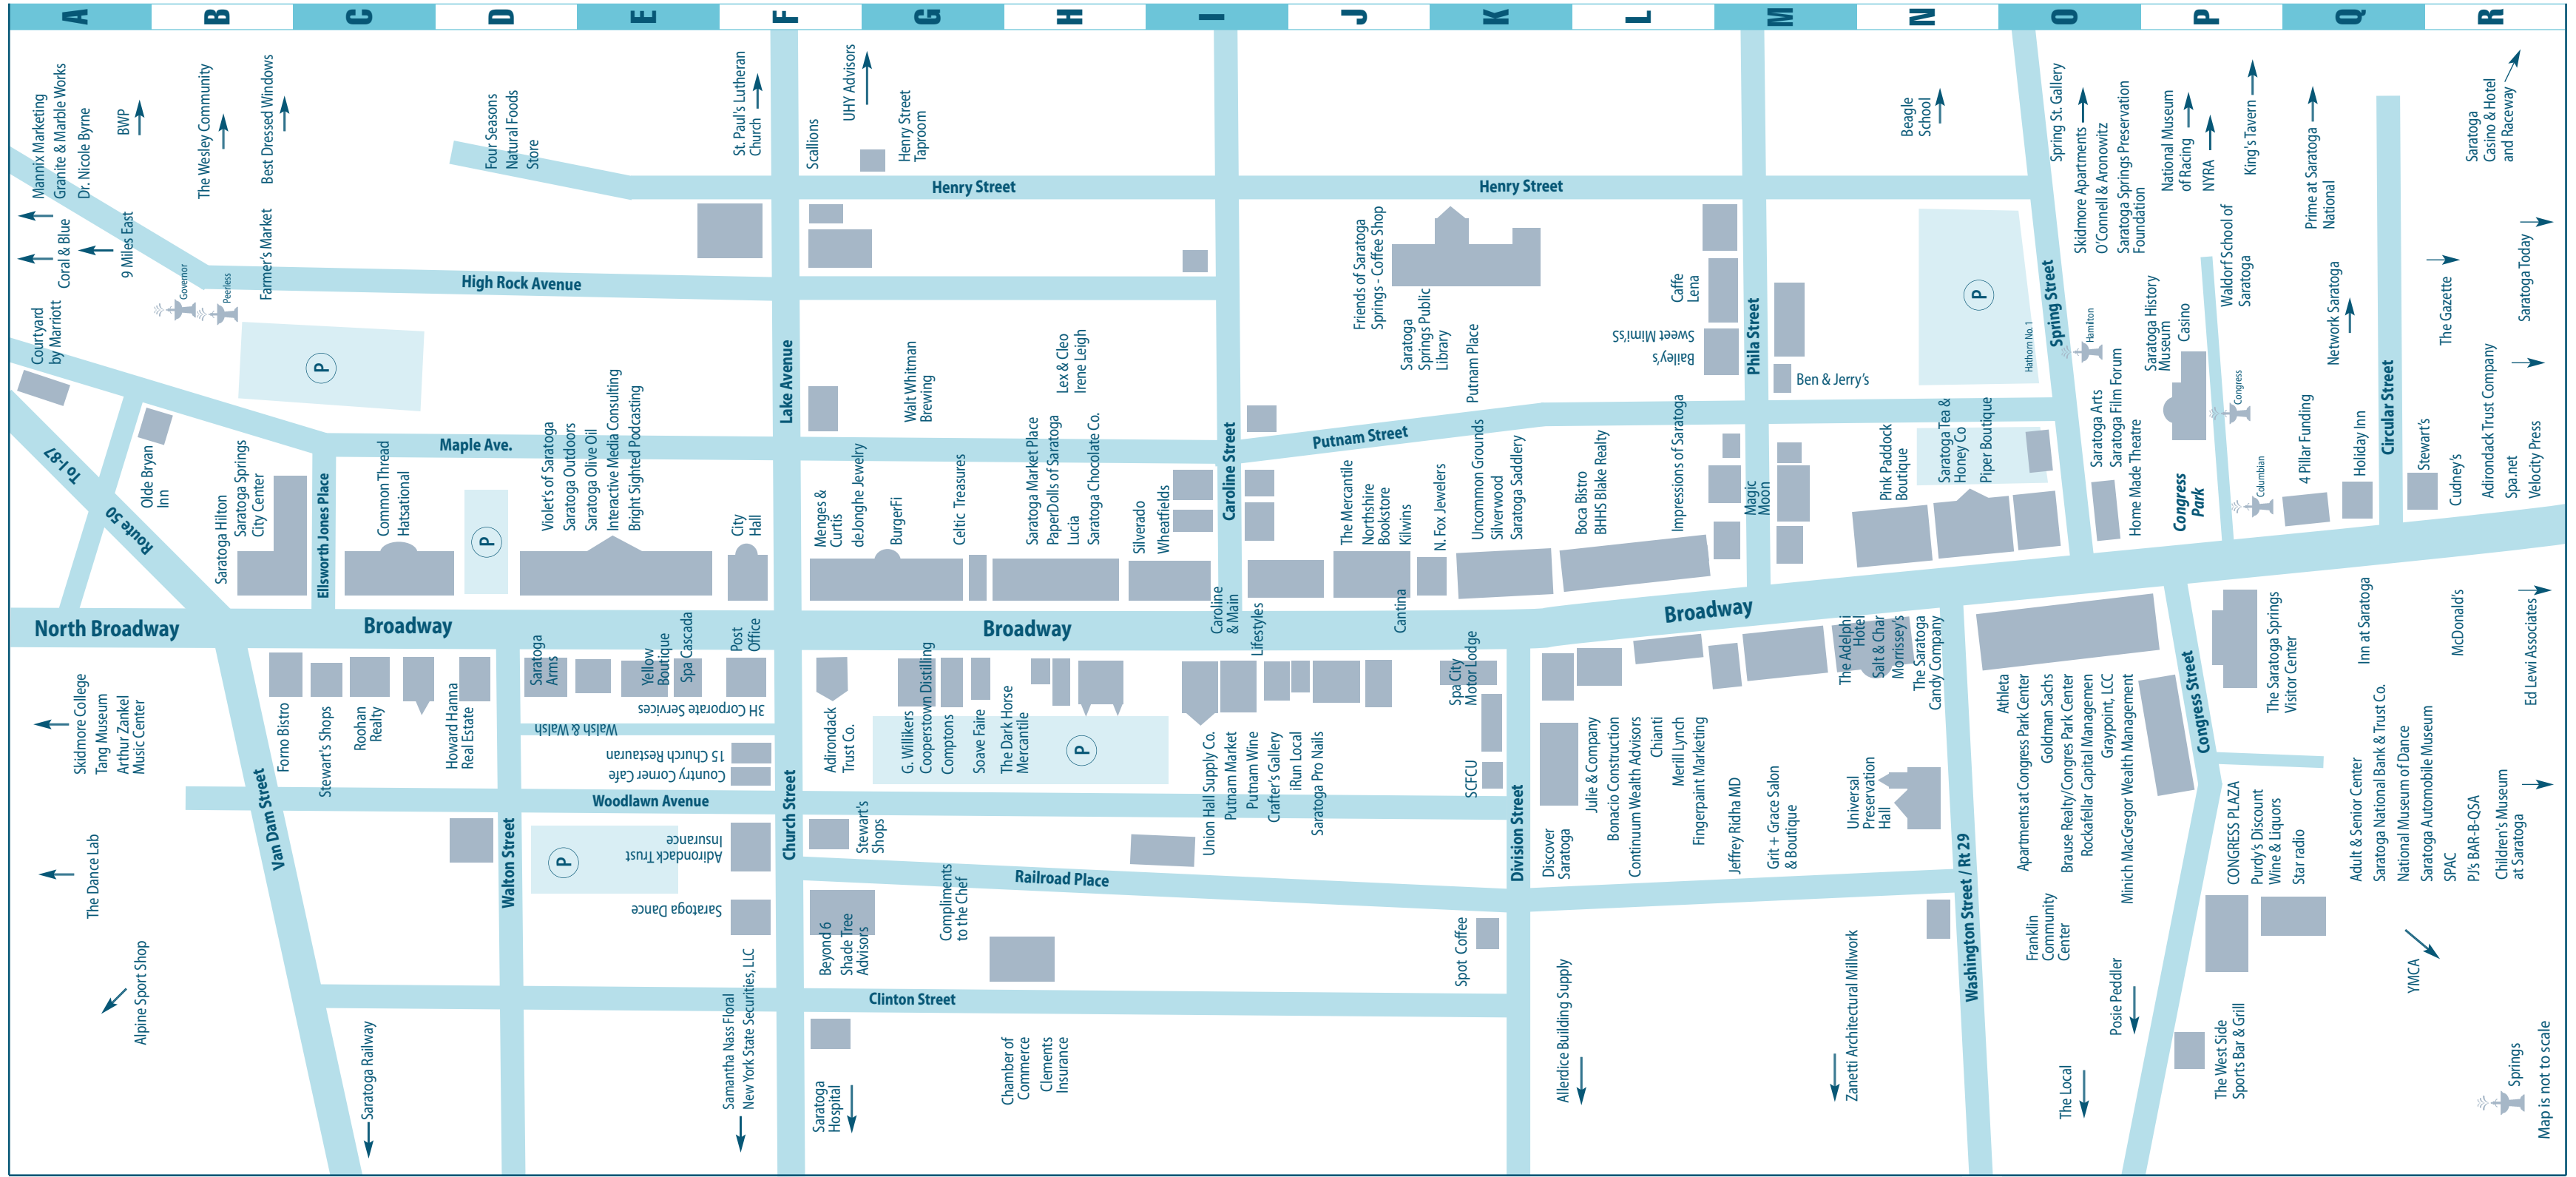 A
B
C
D
E
F
G
H
I
J
K
L
M
N
O
P
Q
R
Mannix Marketing
Granite & Marble Works
Dr. Nicole Byrne
BWP
The Wesley Community
Best Dressed Windows
Four Seasons
Natural Foods
Store
St. Paul's Lutheran
Church
Scallions
UHY Advisors
Henry Street
Taproom
Beagle
School
Spring St. Gallery
Skidmore Apartments
O'Connell & Aronowitz
Saratoga Springs Preservation
Foundation
National Museum
of Racing
NYRA
King's Tavern
Prime at Saratoga
National
Saratoga
Casino & Hotel
and Raceway
Henry Street
Henry Street
Coral & Blue
9 Miles East
Governor
Peerless
Farmer's Market
High Rock Avenue
Friends of Saratoga
Springs - Coffee Shop
Saratoga
Springs Public
Library
Putnam Place
Caffe
Lena
Sweet Mimi'sS
Bailey's
Phila Street
Ben & Jerry's
P
Hathorn No. 1
Spring Street
Hamilton
Saratoga History
Museum
Casino
Waldorf School of
Saratoga
Network Saratoga
The Gazette
Saratoga Today
Courtyard
by Marriott
P
Lake Avenue
Walt Whitman
Brewing
Lex & Cleo
Irene Leigh
Congress
Circular Street
Adirondack Trust Company
To I-87
Route 50
Olde Bryan
Inn
Saratoga Hilton
Saratoga Springs
City Center
Ellsworth Jones Place
Common Thread
Hatsational
Maple Ave.
P
Violet's of Saratoga
Saratoga Outdoors
Saratoga Olive Oil
Interactive Media Consulting
Bright Sighted Podcasting
City
Hall
Menges &
Curtis
deJonghe Jewelry
BurgerFi
Celtic Treasures
Saratoga Market Place
PaperDolls of Saratoga
Lucia
Saratoga Chocolate Co.
Silverado
Wheatfields
Caroline Street
Putnam Street
The Mercantile
Northshire
Bookstore
Kilwins
N. Fox Jewelers
Uncommon Grounds
Silverwood
Saratoga Saddlery
Boca Bistro
BHHS Blake Realty
Impressions of Saratoga
Magic
Moon
Pink Paddock
Boutique
Saratoga Tea &
Honey Co
Piper Boutique
Saratoga Arts
Saratoga Film Forum
Home Made Theatre
Congress
Park
Columbian
4 Pillar Funding
Holiday Inn
Stewart's
Cudney's
Spa.net
Velocity Press
North Broadway
Broadway
Broadway
Broadway
Caroline
& Main
Lifestyles
Cantina
Saratoga
Arms
Yellow
Boutique
Spa Cascada
Post
Office
3H Corporate Services
Walsh & Walsh
15 Church Restauran
Country Corner Cafe
Skidmore College
Tang Museum
Arthur Zankel
Music Center
Van Dam Street
Forno Bistro
Stewart's Shops
Roohan
Realty
Howard Hanna
Real Estate
Adirondack
Trust Co.
G. Willikers
Cooperstown Distilling
Comptons
Soave Faire
The Dark Horse
Mercantile
P
Union Hall Supply Co.
Putnam Market
Putnam Wine
Crafter's Gallery
iRun Local
Saratoga Pro Nails
Spa City
Motor Lodge
SCFCU
Julie & Company
Bonacio Construction
Continuum Wealth Advisors
Chianti
Merill Lynch
Fingerpaint Marketing
Jeffrey Ridha MD
Grit + Grace Salon
& Boutique
The Adelphi
Hotel
Salt & Char
Morrissey's
The Saratoga
Candy Company
Universal
Preservation
Hall
Athleta
Apartments at Congress Park Center
Goldman Sachs
Brause Realty/Congres Park Center
Rockafellar Capital Managemen
Graypoint, LCC
Minich MacGregor Wealth Management
Congress Street
The Saratoga Springs
Visitor Center
Inn at Saratoga
McDonald's
Ed Lewi Associates
Woodlawn Avenue
Church Street
Walton Street
P
Adirondack Trust
Insurance
Saratoga Dance
Stewart's
Shops
Railroad Place
Division Street
Discover
Saratoga
Washington Street / Rt 29
CONGRESS PLAZA
Purdy's Discount
Wine & Liquors
Star radio
Adult & Senior Center
Saratoga National Bank & Trust Co.
National Museum of Dance
Saratoga Automobile Museum
SPAC
PJ's BAR-B-QSA
Children's Museum
at Saratoga
The Dance Lab
Alpine Sport Shop
Beyond 6
Shade Tree
Advisors
Compliments
to the Chef
Spot Coffee
Franklin
Community
Center
Posie Peddler
YMCA
Clinton Street
Saratoga Railway
Samantha Nass Floral
New York State Securities, LLC
Saratoga
Hospital
Chamber of
Commerce
Clements
Insurance
Allerdice Building Supply
Zanetti Architectural Millwork
The Local
The West Side
Sports Bar & Grill
Springs
Map is not to scale